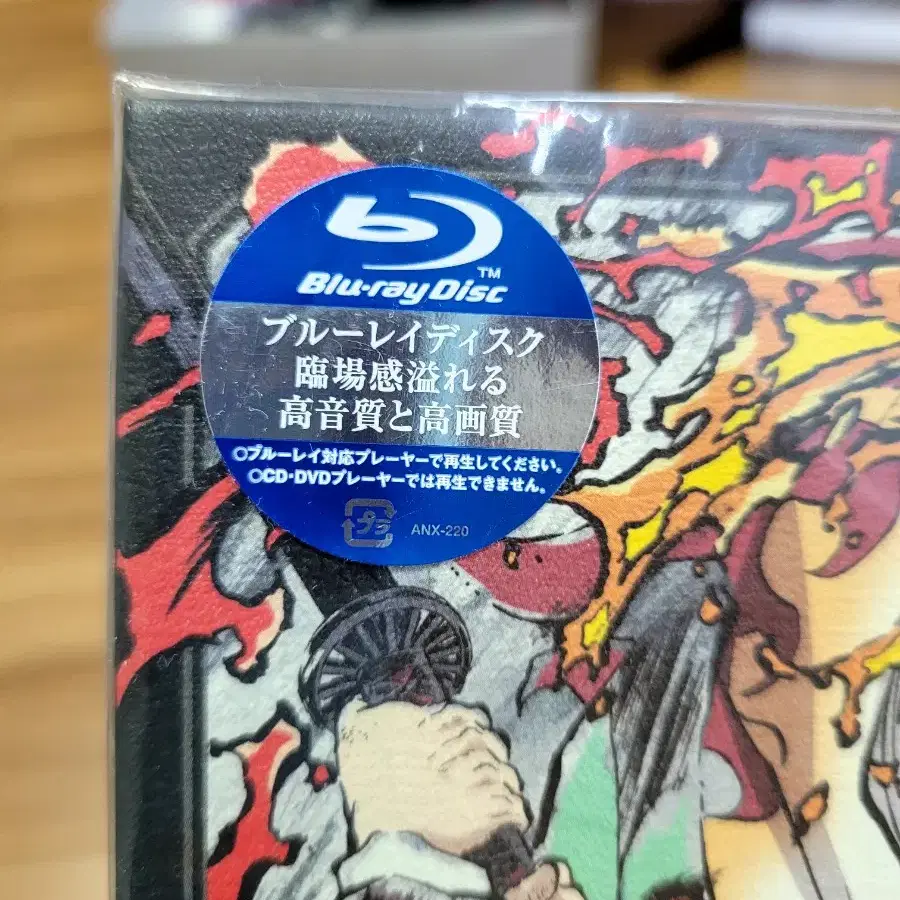 Blu-ray Disc™
ブルーレイディスク
臨場感溢れる
高音質と高画質
○ブルーレイ対応プレーヤーで再生してください。
○CD・DVDプレーヤーでは再生できません。
プラ
ANX-220